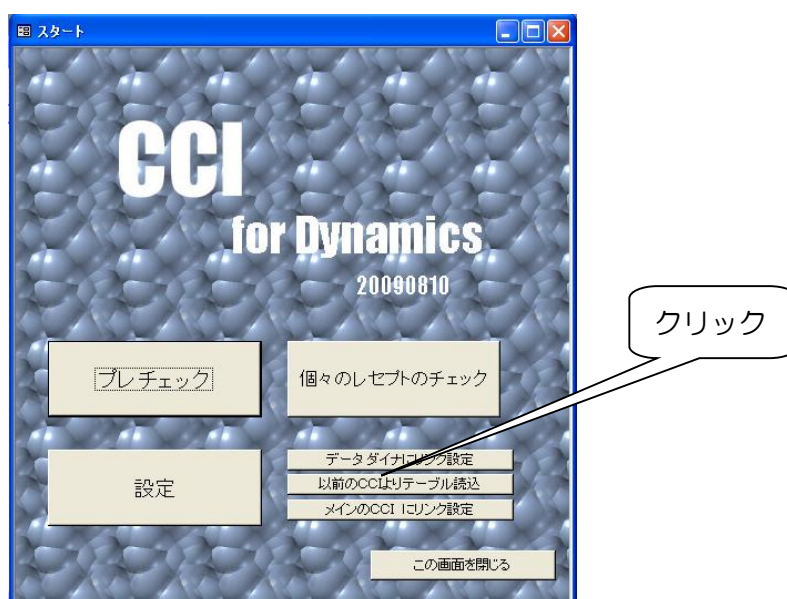 スタート
CCI
for Dynamics
20090810
クリック
プレチェック
個々のレセプトのチェック
データダイナにリンク設定
設定
以前のCCIよりテーブル読込
メインのCCI にリンク設定
この画面を閉じる